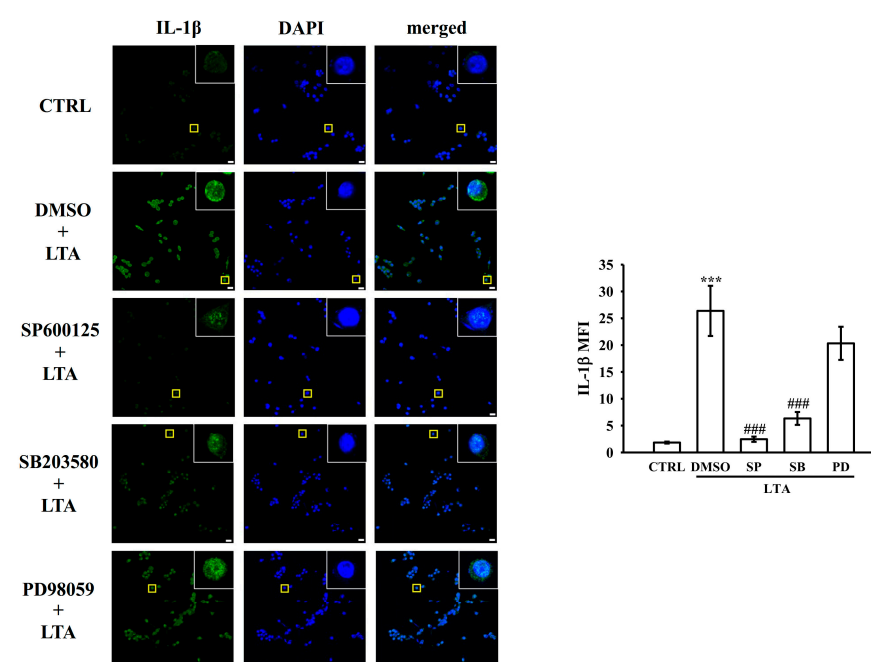 IL-1β DAPI merged
CTRL
DMSO
+
LTA
SP600125
+
LTA
SB203580
+
LTA
PD98059
+
LTA
35
30
25
20
15
10
5
0
IL-1β MFI
***
###
###
CTRL DMSO SP SB PD
LTA